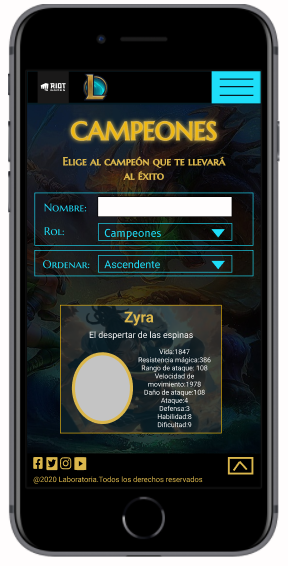 RIOT
GAMES
CAMPEONES
Elige al campeón que te llevará
al éxito
Nombre:
Rol:
Campeones
Ordenar:
Ascendente
Zyra
El despertar de las espinas
Vida:1847
Resistencia mágica:386
Rango de ataque: 108
Velocidad de
movimiento:1978
Daño de ataque:108
Ataque:4
Defensa:3
Habilidad:8
Dificultad:9
@2020 Laboratoria.Todos los derechos reservados